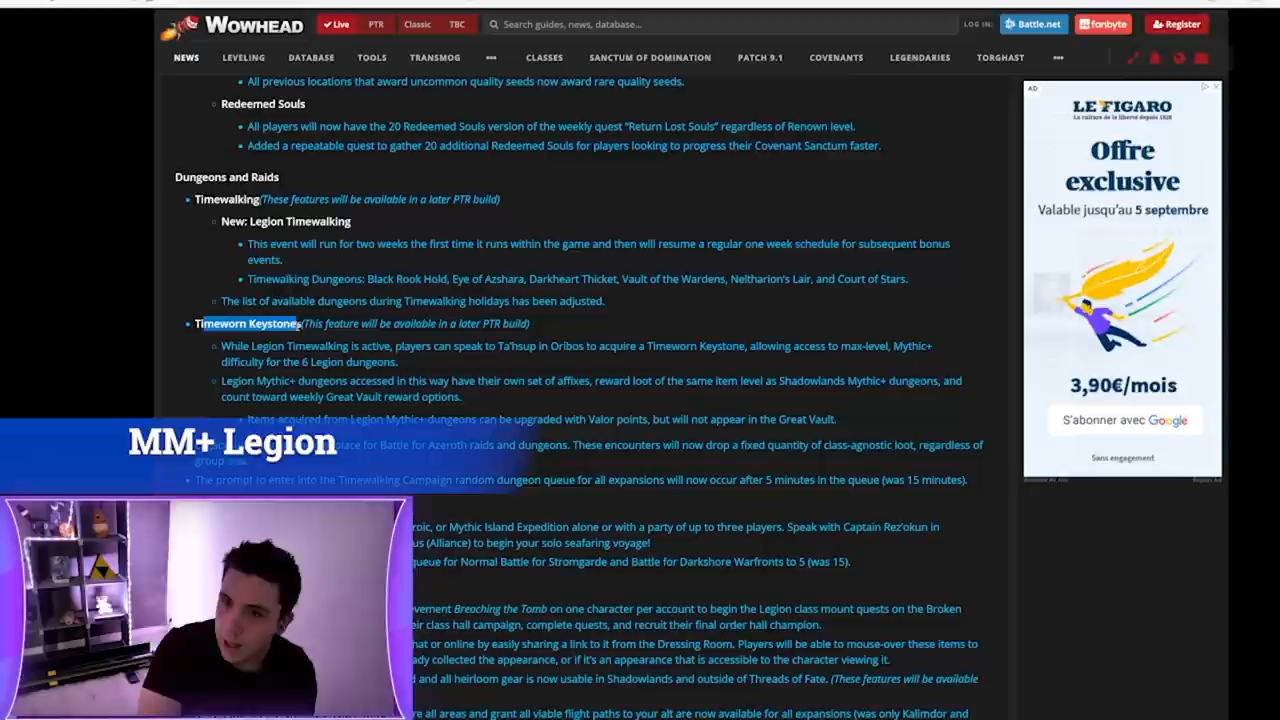 WOWHEAD
Live PTR Classic TBC
Search guides, news, database...
LOG IN: Battle.net fanbyte Register
NEWS LEVELING DATABASE TOOLS TRANSMOG ••• CLASSES SANCTUM OF DOMINATION PATCH 9.1 COVENANTS LEGENDARIES TORGHAST •••
All previous locations that award uncommon quality seeds now award rare quality seeds.
Redeemed Souls
All players will now have the 20 Redeemed Souls version of the weekly quest “Return Lost Souls” regardless of Renown level.
Added a repeatable quest to gather 20 additional Redeemed Souls for players looking to progress their Covenant Sanctum faster.
Dungeons and Raids
Timewalking(These features will be available in a later PTR build)
New: Legion Timewalking
This event will run for two weeks the first time it runs within the game and then will resume a regular one week schedule for subsequent bonus
events.
Timewalking Dungeons: Black Rook Hold, Eye of Azshara, Darkheart Thicket, Vault of the Wardens, Neltharion's Lair, and Court of Stars.
The list of available dungeons during Timewalking holidays has been adjusted.
Timeworn Keystones(This feature will be available in a later PTR build)
While Legion Timewalking is active, players can speak to Ta'hsup in Oribos to acquire a Timeworn Keystone, allowing access to max-level, Mythic+
difficulty for the 6 Legion dungeons.
Legion Mythic+ dungeons accessed in this way have their own set of affixes, reward loot of the same item level as Shadowlands Mythic+ dungeons, and
count toward weekly Great Vault reward options.
Items acquired from Legion Mythic+ dungeons can be upgraded with Valor points, but will not appear in the Great Vault.
MM+ Legion
place for Battle for Azeroth raids and dungeons. These encounters will now drop a fixed quantity of class-agnostic loot, regardless of
group
The prompt to enter into the Timewalking Campaign random dungeon queue for all expansions will now occur after 5 minutes in the queue (was 15 minutes).
or Mythic Island Expedition alone or with a party of up to three players. Speak with Captain Rez'okun in
(Alliance) to begin your solo seafaring voyage!
queue for Normal Battle for Stromgarde and Battle for Darkshore Warfronts to 5 (was 15).
Breaching the Tomb on one character per account to begin the Legion class mount quests on the Broken
class hall campaign, complete quests, and recruit their final order hall champion.
or online by easily sharing a link to it from the Dressing Room. Players will be able to mouse-over these items to
collected the appearance, or if it's an appearance that is accessible to the character viewing it.
and all heirloom gear is now usable in Shadowlands and outside of Threads of Fate. (These features will be available
all areas and grant all viable flight paths to your alt are now available for all expansions (was only Kalimdor and
AD
LE FIGARO
Offre
exclusive
Valable jusqu'au 5 septembre
3,90€/mois
S'abonner avec Google
Sans engagement